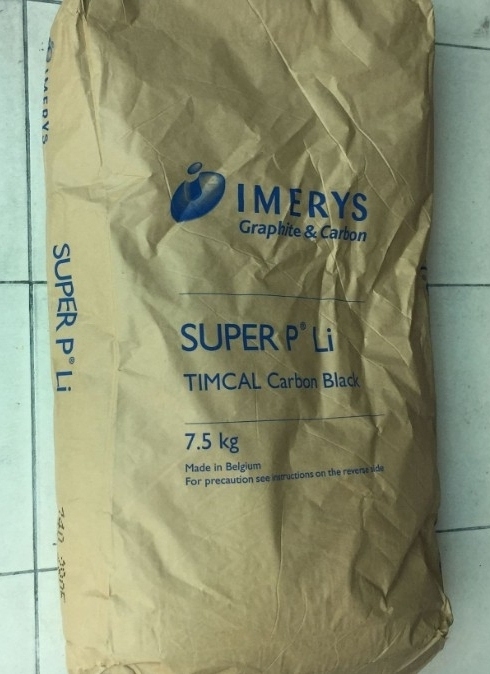 IMERYS
Graphite & Carbon
SUPER P® Li
TIMCAL Carbon Black
7.5 kg
Made in Belgium
For precaution see instructions on the reverse side
IMERYS
SUPER P® Li